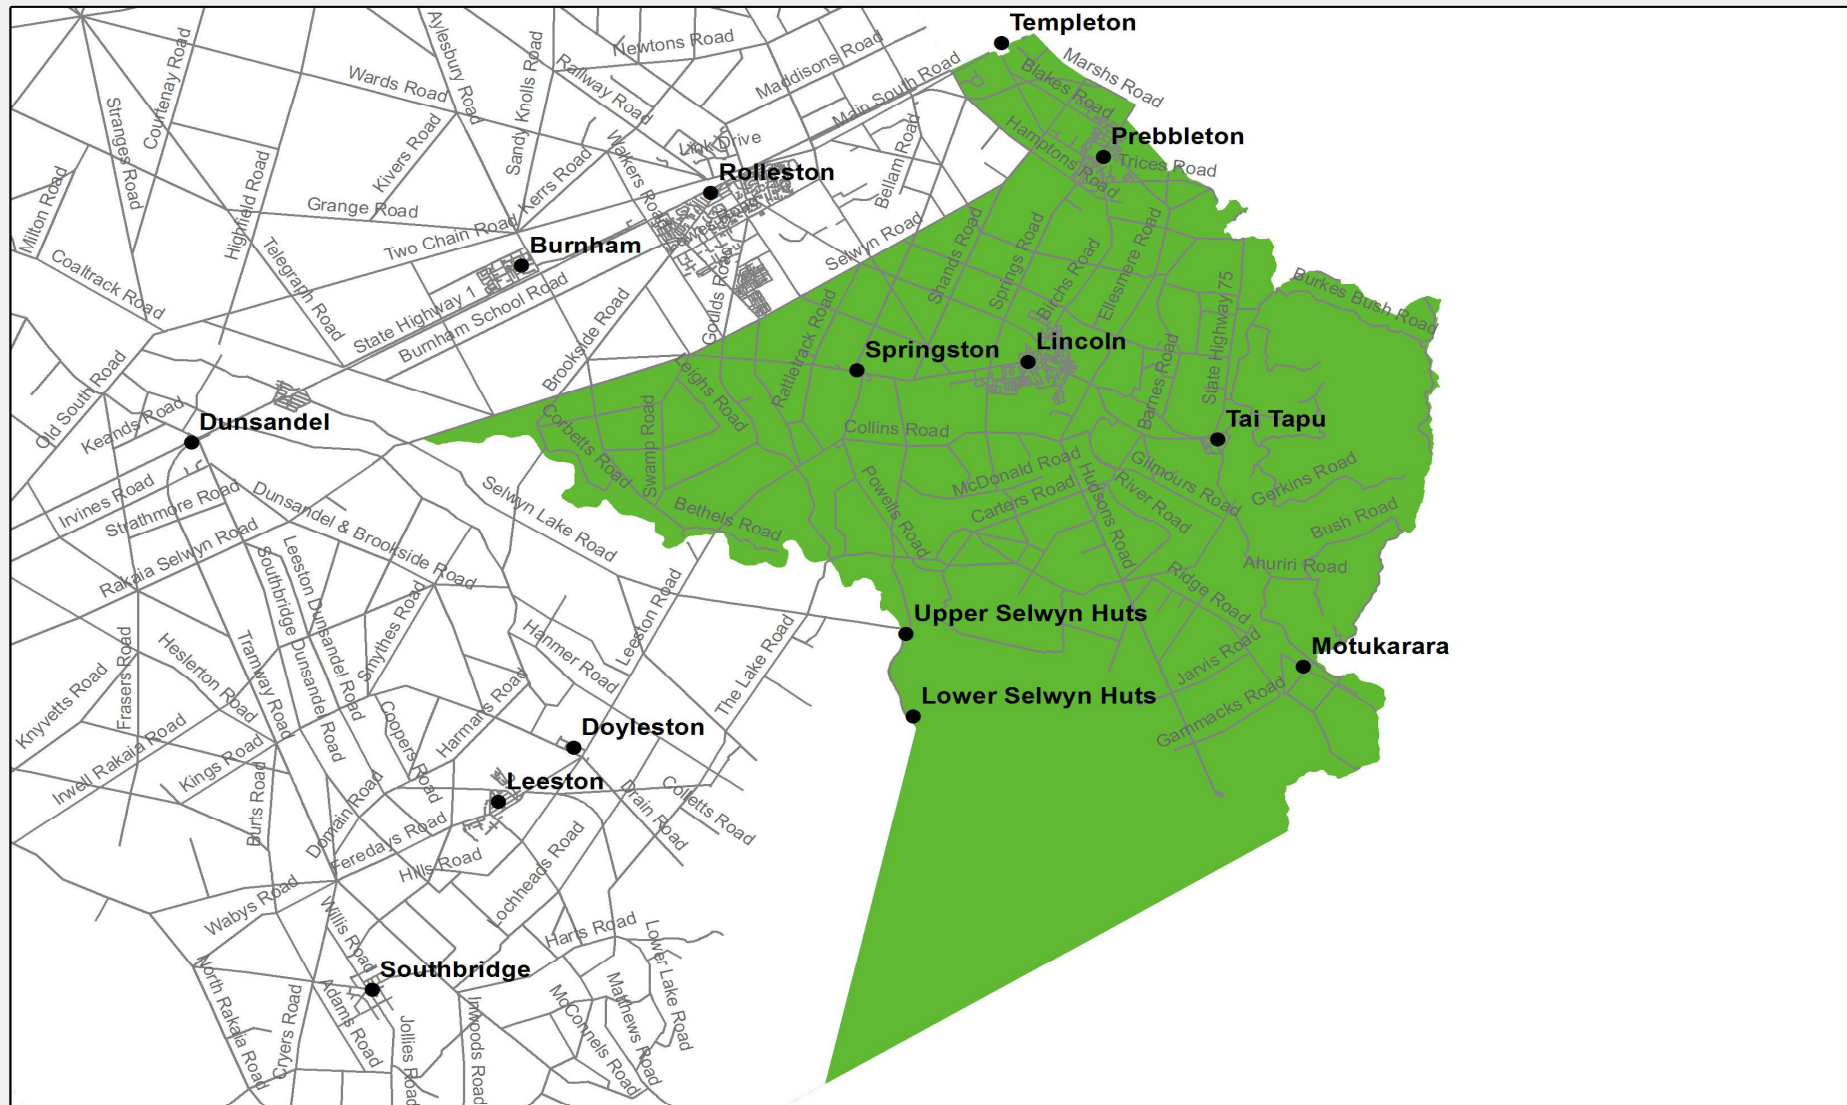 Templeton
Newtons Road
Marshs Road
Aylesbury Road
Courtenay Road
Sandy Knolls Road
Railway Road
Maddisons Road
Blakes Road
Wards Road
Main South Road
Stranges Road
Kivers Road
Link Drive
Prebbleton
Hamptons Road
Trices Road
Walkers Road
Bellam Road
Kerrs Road
Rolleston
Milton Road
Highfield Road
Grange Road
Two Chain Road
Selwyn Road
Burnham
Coaltrack Road
Telegraph Road
Shands Road
Springs Road
Birchs Road
Ellesmere Road
State Highway 75
Burkes Bush Road
State Highway 1
Burnham School Road
Goulds Road
Brookside Road
Rattletrack Road
Springston
Lincoln
Old South Road
Leighs Road
Barnes Road
Keands Road
Dunsandel
Corbetts Road
Swamp Road
Collins Road
Tai Tapu
Irvines Road
Strathmore Road
Dunsandel & Brookside Road
Selwyn Lake Road
Bethels Road
Powells Road
McDonald Road
Carters Road
Hudsons Road
River Road
Gilmours Road
Gerkins Road
Bush Road
Rakaia Selwyn Road
Southbridge Dunsandel Road
Leeston Dunsandel Road
Ahuriri Road
Smythes Road
Leeston Road
Upper Selwyn Huts
Ridge Road
Frasers Road
Heslerton Road
Tramway Road
Hanmer Road
The Lake Road
Jarvis Road
Motukarara
Knyvetts Road
Coopers Road
Harmans Road
Lower Selwyn Huts
Gammacks Road
Irwell Rakaia Road
Kings Road
Doyleston
Burts Road
Domain Road
Leeston
Drain Road
Colletts Road
Feredays Road
Hills Road
Lochheads Road
Wabys Road
Willis Road
Harts Road
Lower Lake Road
Southbridge
North Rakaia Road
Cryers Road
Adams Road
Jollies Road
Inwoods Road
McConnels Road
Matthews Road